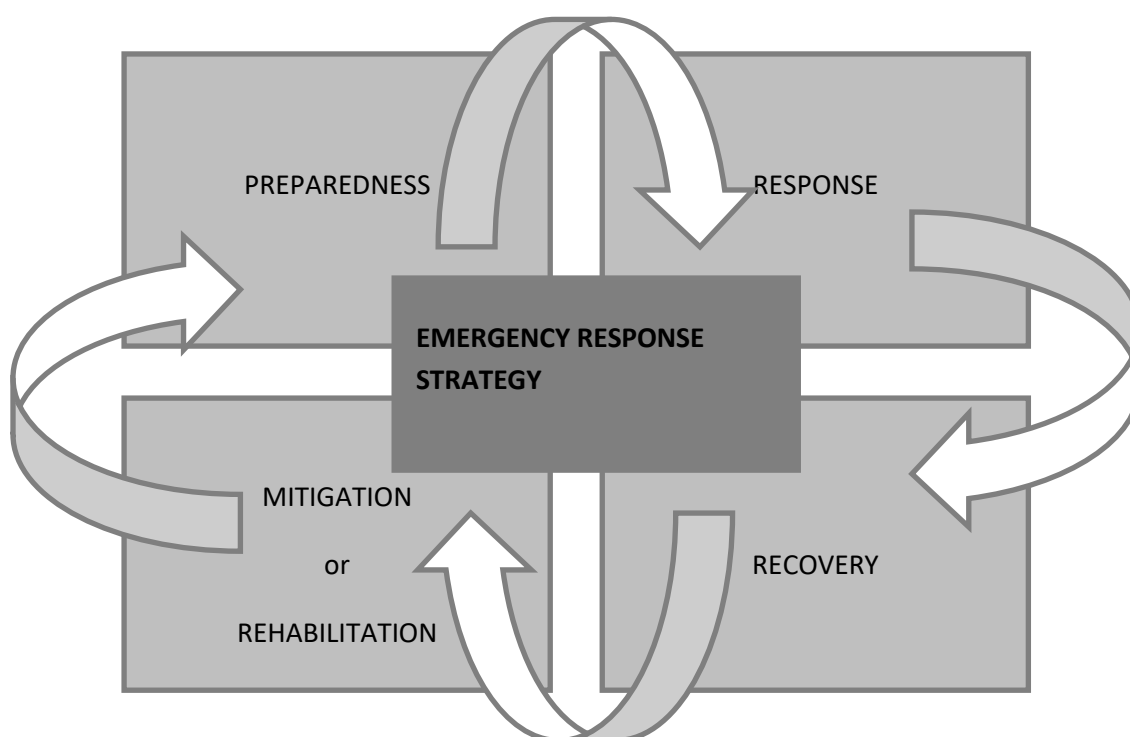 PREPAREDNESS
RESPONSE
EMERGENCY RESPONSE
STRATEGY
MITIGATION
or
REHABILITATION
RECOVERY